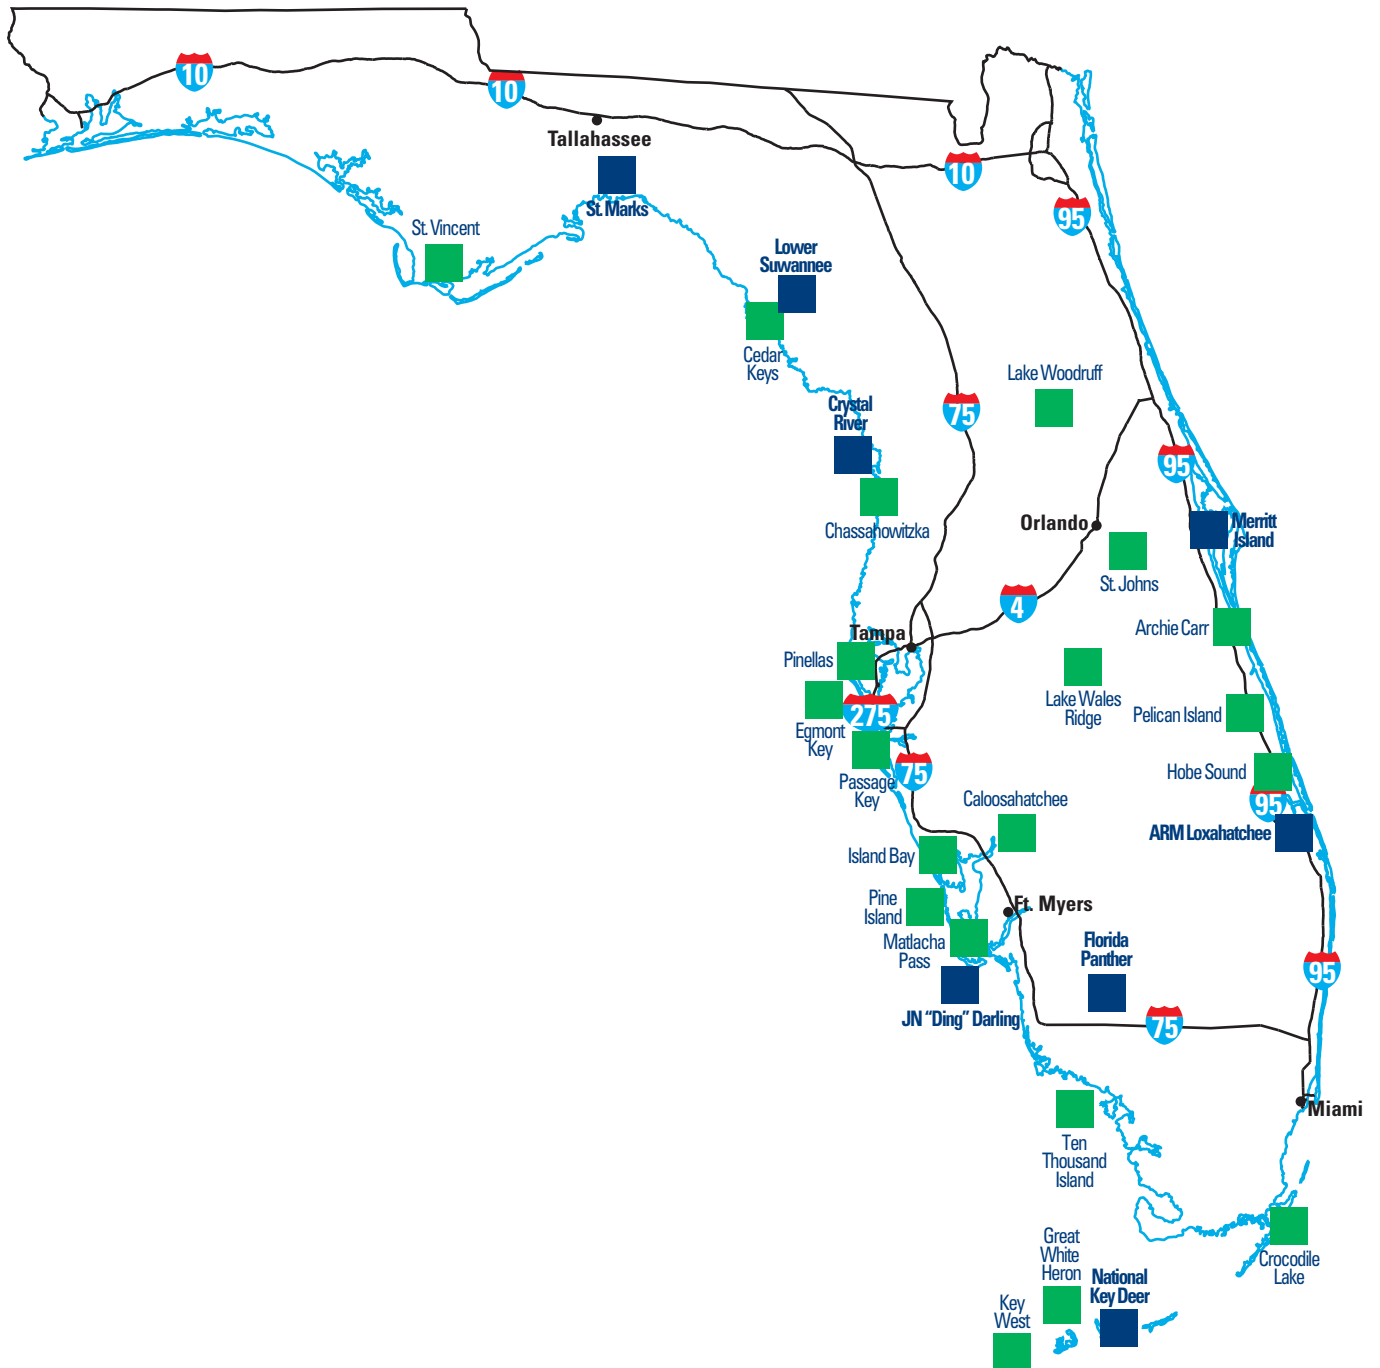 10
10
Tallahassee
10
St. Marks
95
St. Vincent
Lower
Suwannee
Cedar
Keys
Lake Woodruff
75
Crystal
River
95
Chassahowitzka
Orlando
Merritt
Island
St. Johns
4
Archie Carr
Tampa
Pinellas
Lake Wales
Ridge
Pelican Island
275
Egmont
Key
Passage
Key
75
Hobe Sound
95
Caloosahatchee
ARM Loxahatchee
Island Bay
Pine
Island
Ft. Myers
Matlacha
Pass
Florida
Panther
95
JN “Ding” Darling
75
Miami
Ten
Thousand
Island
Great
White
Heron
Crocodile
Lake
National
Key Deer
Key
West